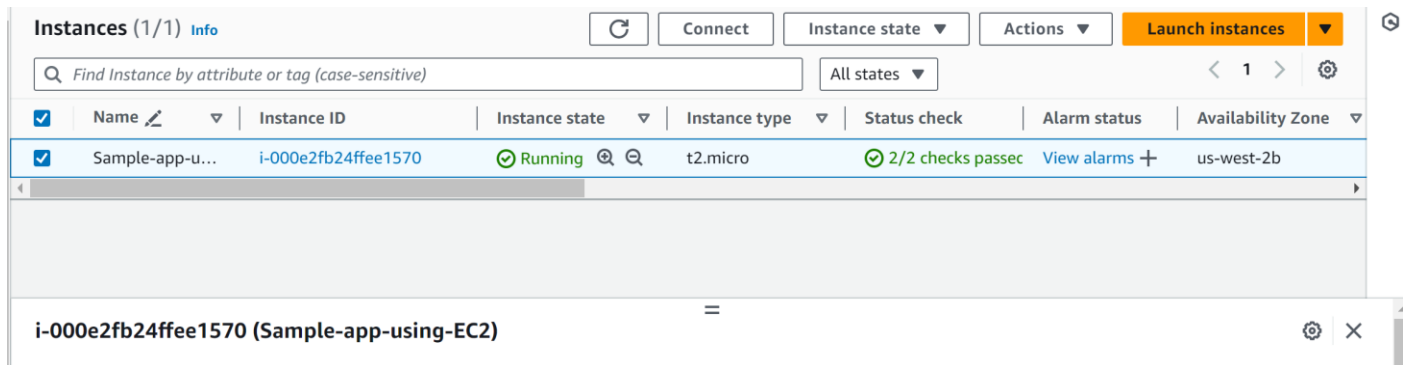 Instances (1/1) Info Connect Instance state Actions Launch instances
Find Instance by attribute or tag (case-sensitive) All states 1
Name Instance ID Instance state Instance type Status check Alarm status Availability Zone
Sample-app-u... i-000e2fb24ffee1570 Running t2.micro 2/2 checks passec View alarms + us-west-2b
i-000e2fb24ffee1570 (Sample-app-using-EC2)